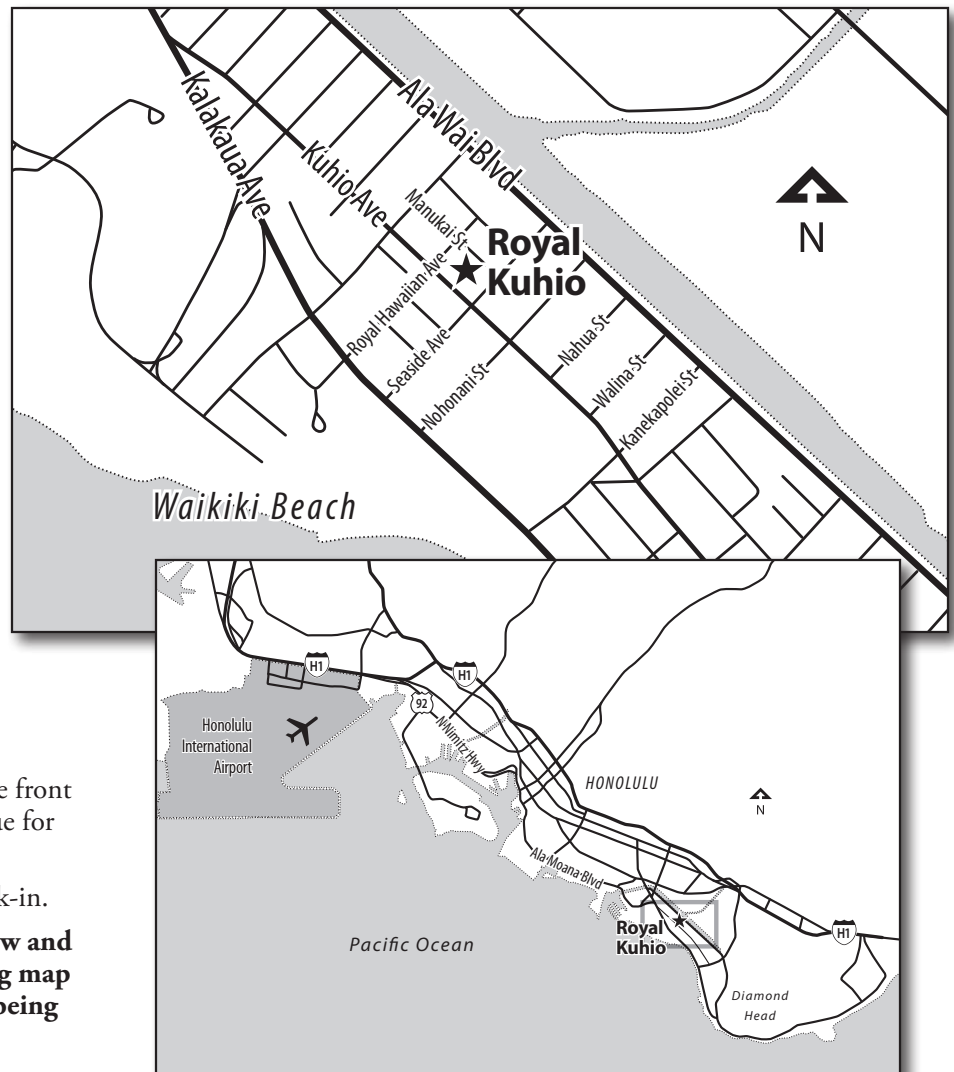 Kalakaua Ave
Ala Wai Blvd
Kuhio Ave
Manukai St
Royal
Kuhio
N
Royal Hawaiian Ave
Seaside Ave
Nohonani St
Nahua St
Walina St
Kanekapolei St
Waikiki Beach
H1
H1
92
N Nimitz Hwy
Honolulu
International
Airport
HONOLULU
N
Ala Moana Blvd
Royal
Kuhio
H1
Pacific Ocean
Diamond
Head
e front
ue for
k-in.
w and
g map
being